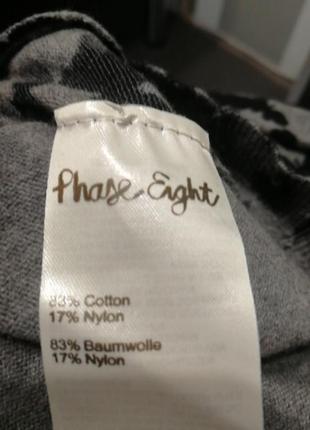 Phase Eight
83% Cotton
17% Nylon
83% Baumwolle
17% Nylon